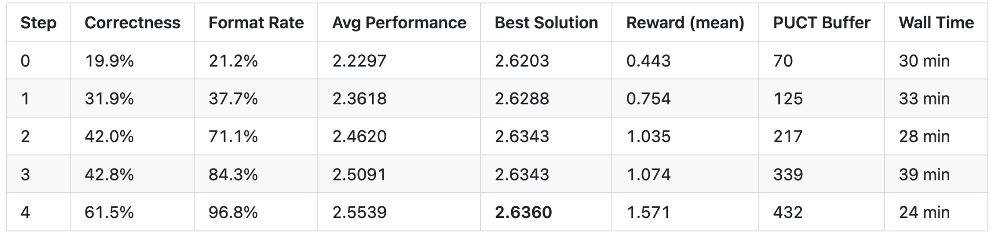 Step Correctness Format Rate Avg Performance Best Solution Reward (mean) PUCT Buffer Wall Time
0 19.9% 21.2% 2.2297 2.6203 0.443 70 30 min
1 31.9% 37.7% 2.3618 2.6288 0.754 125 33 min
2 42.0% 71.1% 2.4620 2.6343 1.035 217 28 min
3 42.8% 84.3% 2.5091 2.6343 1.074 339 39 min
4 61.5% 96.8% 2.5539 2.6360 1.571 432 24 min